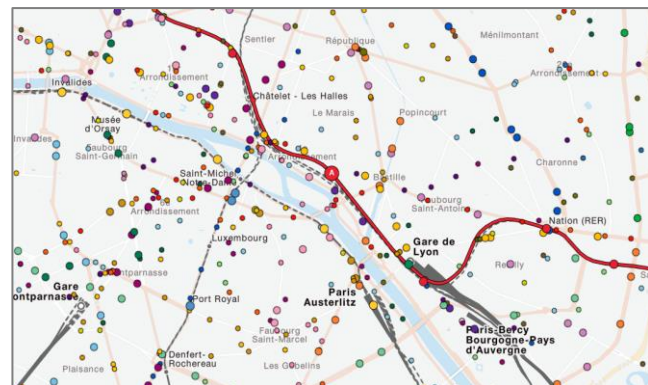 Sentier
République
Ménilmontant
Invalides
Arrondissement
Arrondissement
Châtelet - Les Halles
Musée
d'Orsay
Le Marais
Popincourt
Invalides
Faubourg
Saint-Germain
Arrondissement
Charonne
Saint-Michel
Notre-Dame
A
Bastille
Faubourg
Saint-Antoine
Arrondissement
Nation (RER)
Luxembourg
Gare de
Lyon
Reuilly
Gare
Montparnasse
Montparnasse
Paris
Austerlitz
Port Royal
Faubourg
Saint-Marcel
Paris-Bercy
Bourgogne-Pays
d'Auvergne
Denfert-
Rochereau
Plaisance
Les Gobelins